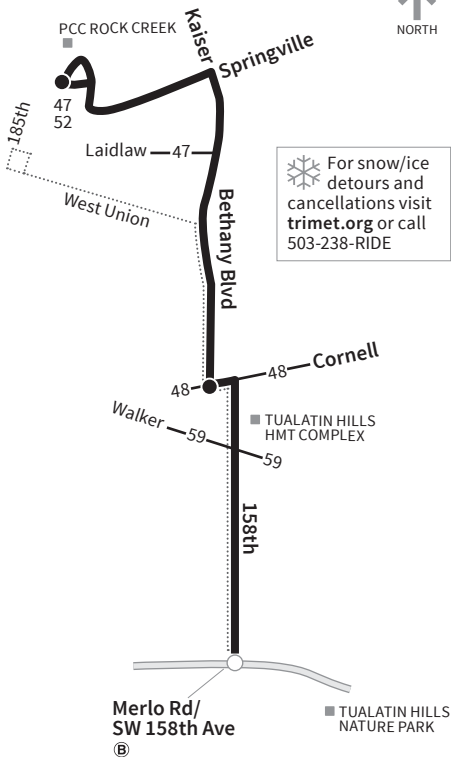 NORTH
PCC ROCK CREEK
Kaiser
Springville
47
52
185th
Laidlaw
47
West Union
For snow/ice
detours and
cancellations visit
trimet.org or call
503-238-RIDE
Bethany Blvd
48
48
Cornell
Walker
59
59
TUALATIN HILLS
HMT COMPLEX
158th
Merlo Rd/
SW 158th Ave
B
TUALATIN HILLS
NATURE PARK